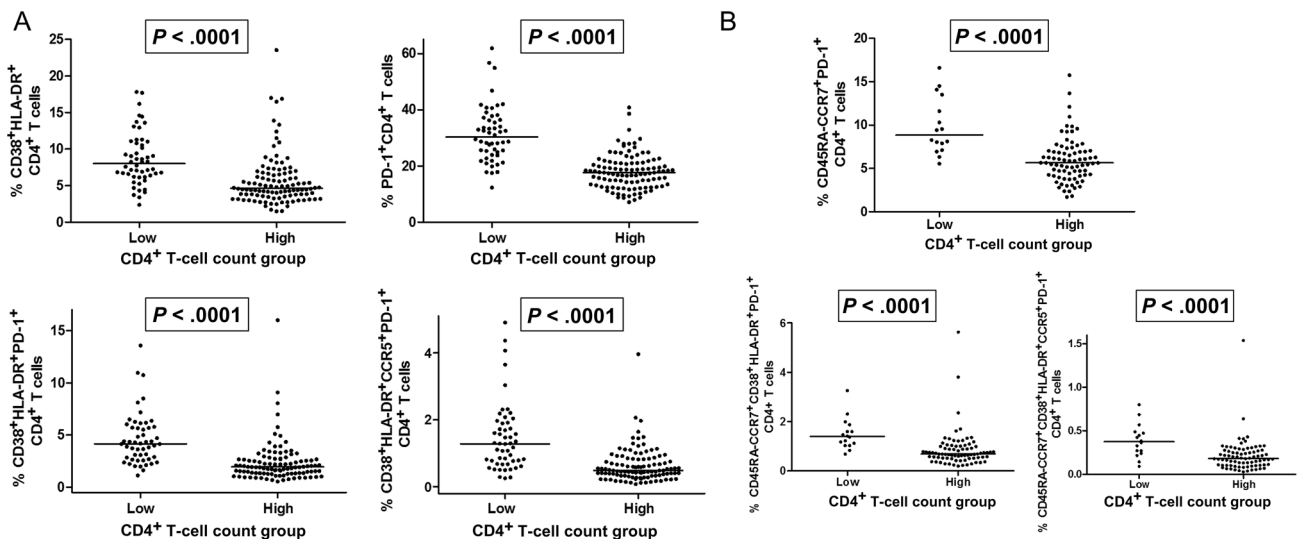 A
P < .0001
% CD38⁺HLA-DR⁺
CD4⁺ T cells
25
20
15
10
5
0
Low
High
CD4⁺ T-cell count group
P < .0001
% PD-1⁺CD4⁺ T cells
60
40
20
0
Low
High
CD4⁺ T-cell count group
P < .0001
% CD38⁺HLA-DR⁺PD-1⁺
CD4⁺ T cells
15
10
5
0
Low
High
CD4⁺ T-cell count group
P < .0001
% CD38⁺HLA-DR⁺CCR5⁺PD-1⁺
CD4⁺ T cells
4
2
0
Low
High
CD4⁺ T-cell count group
B
P < .0001
% CD45RA-CCR7⁺PD-1⁺
CD4⁺ T cells
20
15
10
5
0
Low
High
CD4⁺ T-cell count group
P < .0001
% CD45RA-CCR7⁺CD38⁺HLA-DR⁺PD-1⁺
CD4+ T cells
6
4
2
0
Low
High
CD4⁺ T-cell count group
P < .0001
% CD45RA-CCR7⁺CD38⁺HLA-DR⁺CCR5⁺PD-1⁺
CD4⁺ T cells
1.5
1.0
0.5
0.0
Low
High
CD4⁺ T-cell count group